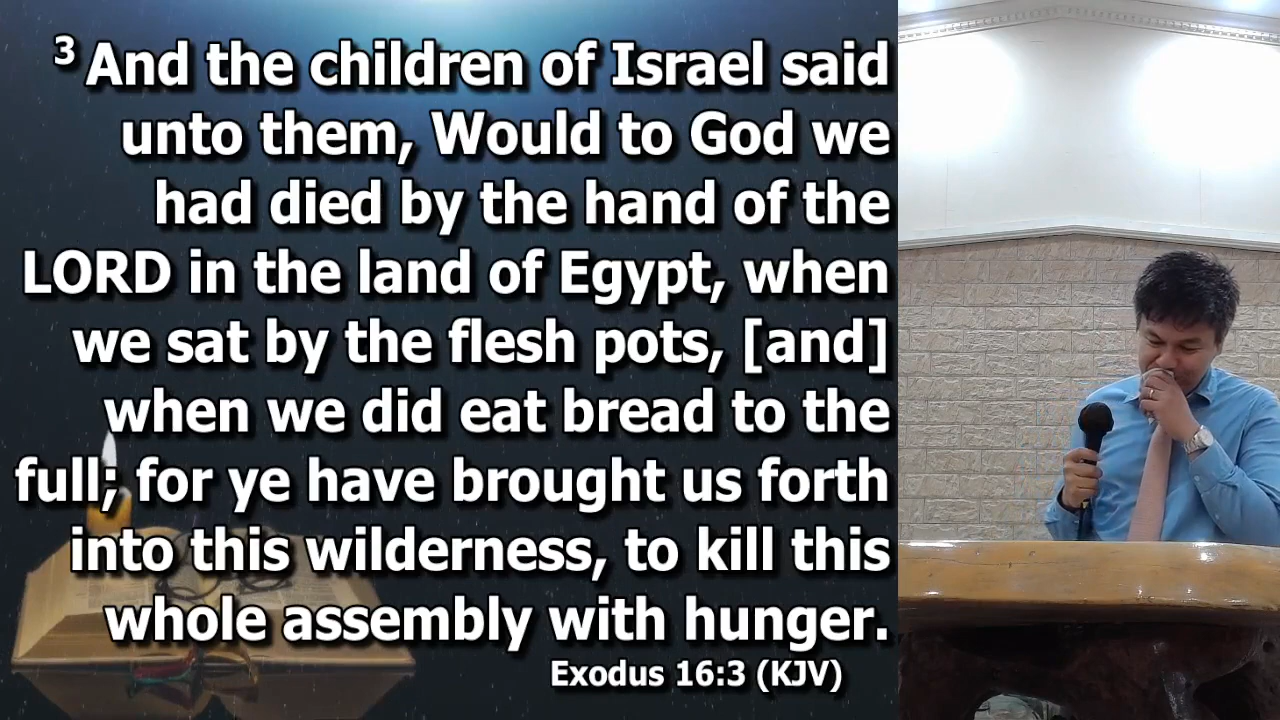 3 And the children of Israel said
unto them, Would to God we
had died by the hand of the
LORD in the land of Egypt, when
we sat by the flesh pots, [and]
when we did eat bread to the
full; for ye have brought us forth
into this wilderness, to kill this
whole assembly with hunger.
Exodus 16:3 (KJV)